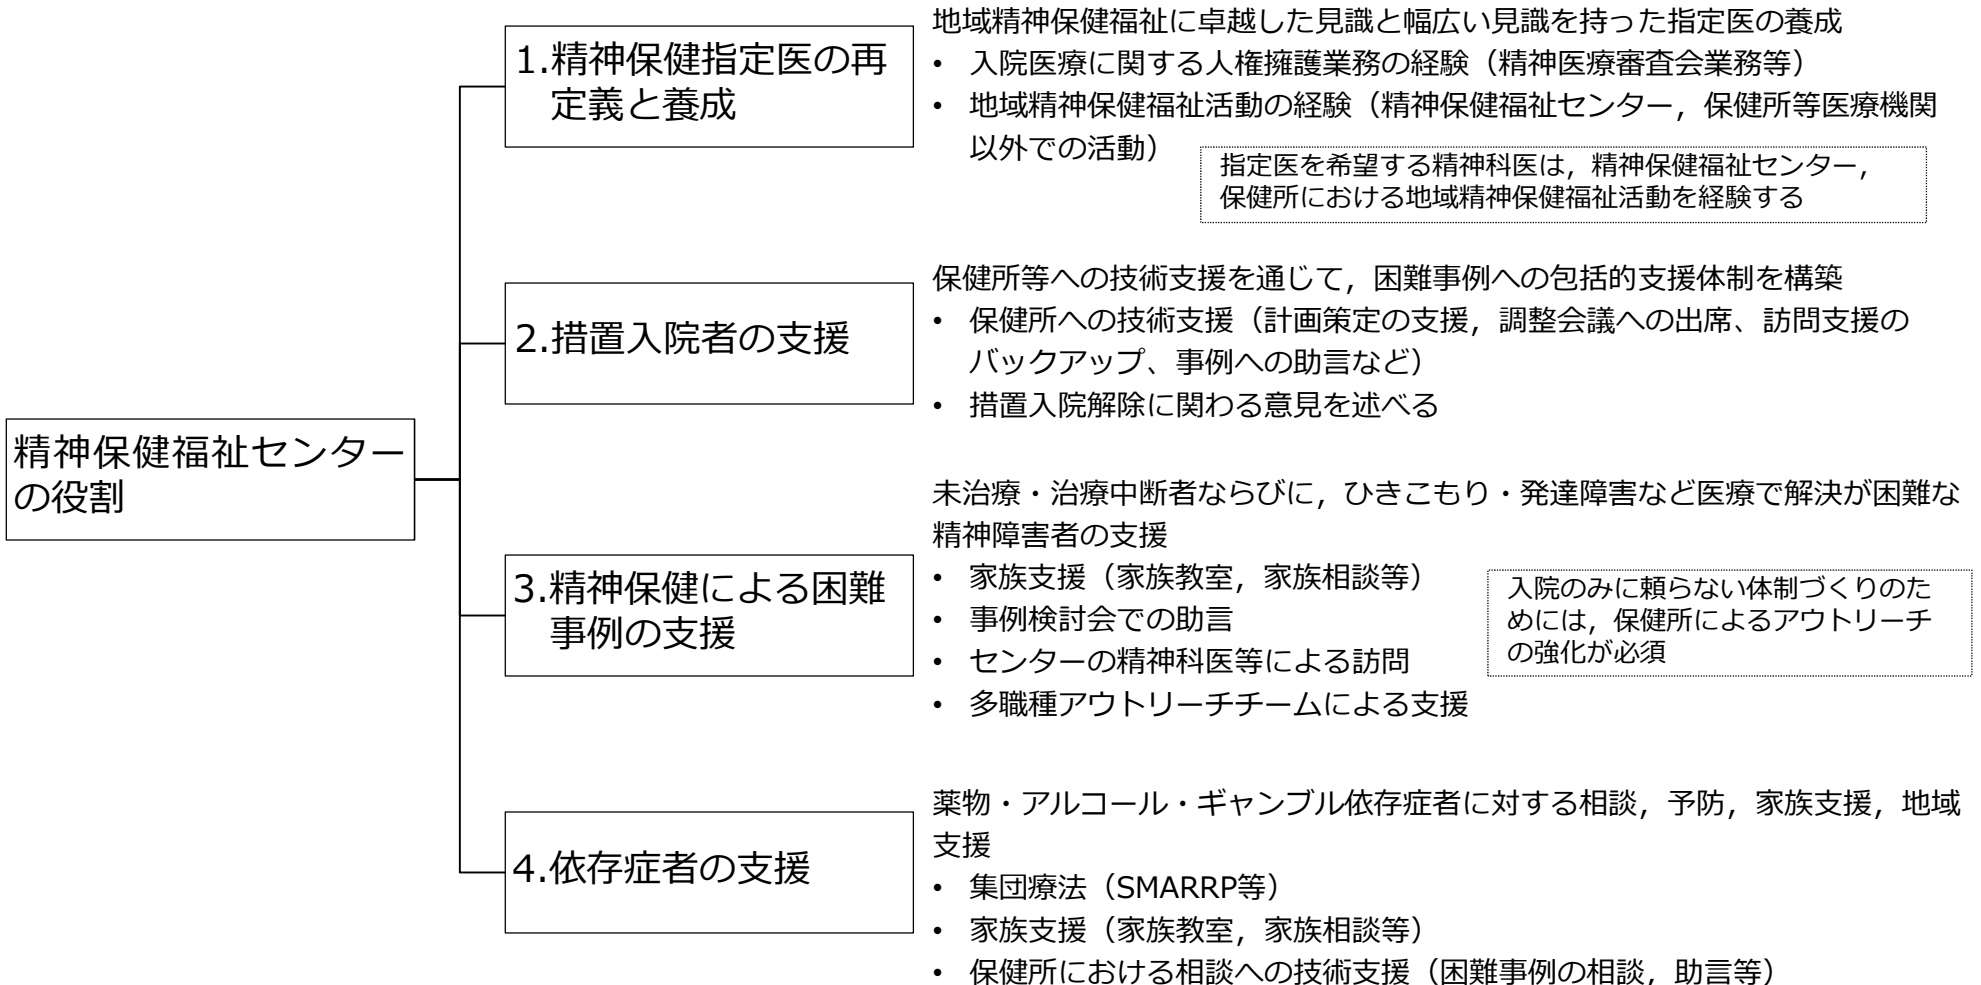 精神保健福祉センター
の役割
1.精神保健指定医の再
定義と養成
地域精神保健福祉に卓越した見識と幅広い見識を持った指定医の養成
• 入院医療に関する人権擁護業務の経験（精神医療審査会業務等）
• 地域精神保健福祉活動の経験（精神保健福祉センター，保健所等医療機関
以外での活動）
指定医を希望する精神科医は，精神保健福祉センター，
保健所における地域精神保健福祉活動を経験する
2.措置入院者の支援
保健所等への技術支援を通じて，困難事例への包括的支援体制を構築
• 保健所への技術支援（計画策定の支援，調整会議への出席、訪問支援の
バックアップ、事例への助言など）
• 措置入院解除に関わる意見を述べる
3.精神保健による困難
事例の支援
未治療・治療中断者ならびに，ひきこもり・発達障害など医療で解決が困難な
精神障害者の支援
• 家族支援（家族教室，家族相談等）
• 事例検討会での助言
• センターの精神科医等による訪問
• 多職種アウトリーチチームによる支援
入院のみに頼らない体制づくりのた
めには，保健所によるアウトリーチ
の強化が必須
4.依存症者の支援
薬物・アルコール・ギャンブル依存症者に対する相談，予防，家族支援，地域
支援
• 集団療法（SMARRP等）
• 家族支援（家族教室，家族相談等）
• 保健所における相談への技術支援（困難事例の相談，助言等）